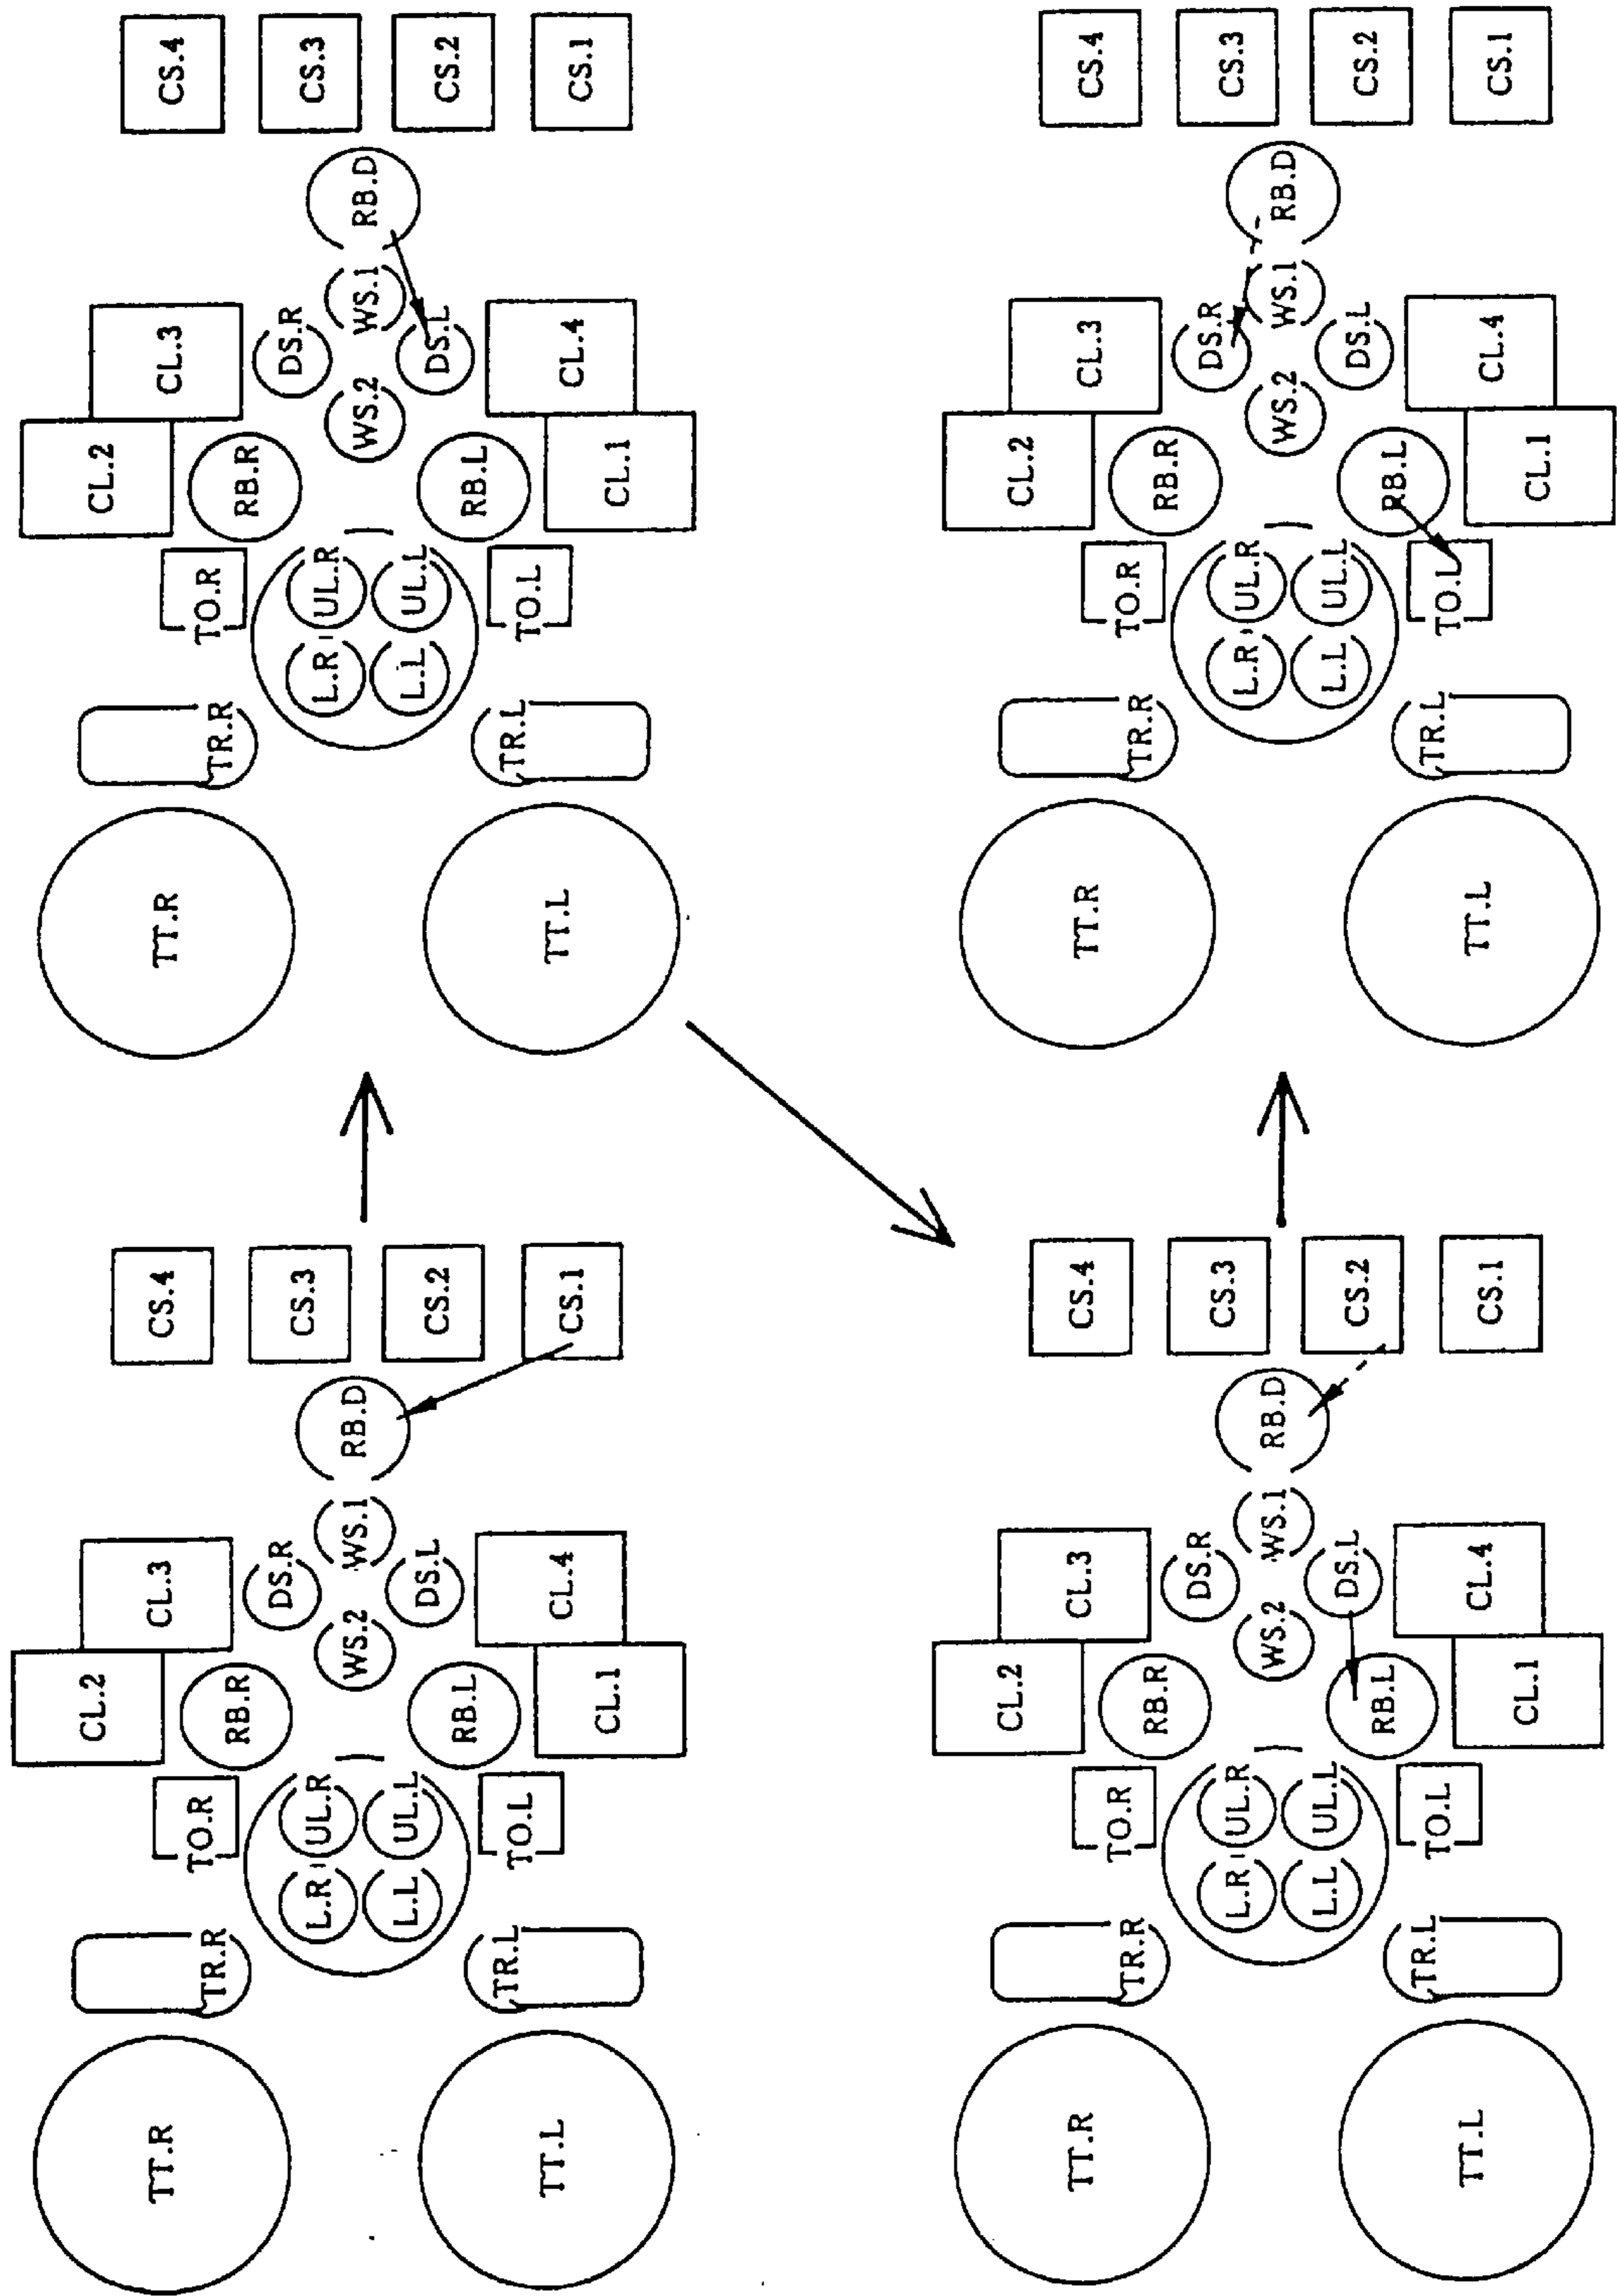 TT.L TT.R
TR.L TR.R
L.L L.R
TO.L UL.L UL.R TO.R
CL.1 RB.L RB.R CL.2
WS.2
CL.4 DS.L DS.R CL.3
WS.1
RB.D
CS.1 CS.2 CS.3 CS.4
TT.L TT.R
TR.L TR.R
L.L L.R
TO.L UL.L UL.R TO.R
CL.1 RB.L RB.R CL.2
WS.2
CL.4 DS.L DS.R CL.3
WS.1
RB.D
CS.1 CS.2 CS.3 CS.4
TT.L TT.R
TR.L TR.R
L.L L.R
TO.L UL.L UL.R TO.R
CL.1 RB.L RB.R CL.2
WS.2
CL.4 DS.L DS.R CL.3
WS.1
RB.D
CS.1 CS.2 CS.3 CS.4
TT.L TT.R
TR.L TR.R
L.L L.R
TO.L UL.L UL.R TO.R
CL.1 RB.L RB.R CL.2
WS.2
CL.4 DS.L DS.R CL.3
WS.1
RB.D
CS.1 CS.2 CS.3 CS.4